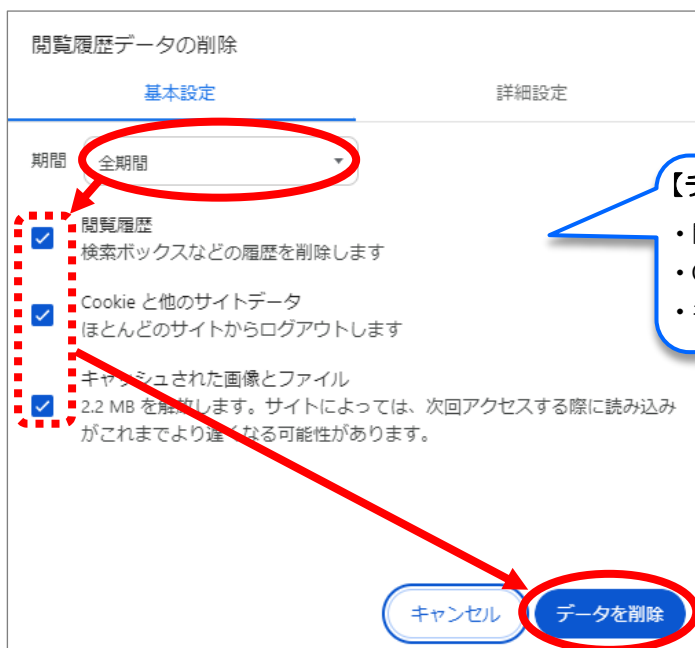 閲覧履歴データの削除
基本設定
詳細設定
期間
全期間
閲覧履歴
検索ボックスなどの履歴を削除します
Cookie と他のサイトデータ
ほとんどのサイトからログアウトします
キャッシュされた画像とファイル
2.2 MB を解放します。サイトによっては、次回アクセスする際に読み込み
がこれまでより遅くなる可能性があります。
キャンセル
データを削除